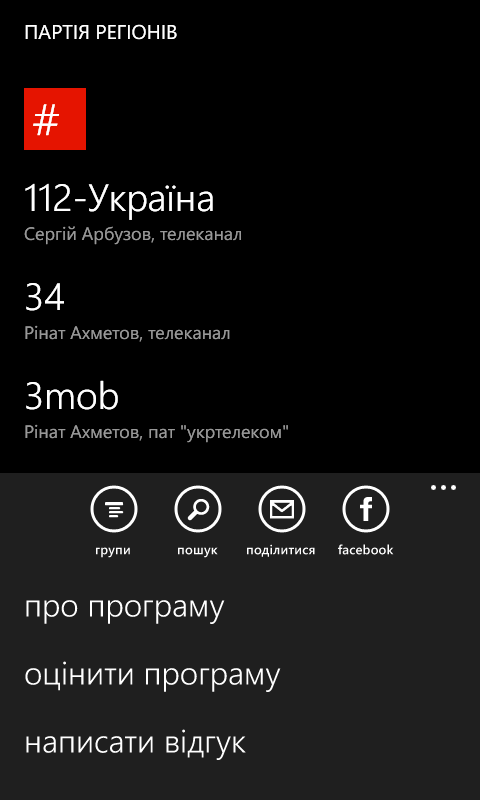 ПАРТІЯ РЕГІОНІВ
#
112-Україна
Сергій Арбузов, телеканал
34
Рінат Ахметов, телеканал
3mob
Рінат Ахметов, пат "укртелеком"
групи
пошук
поділитися
facebook
про програму
оцінити програму
написати відгук